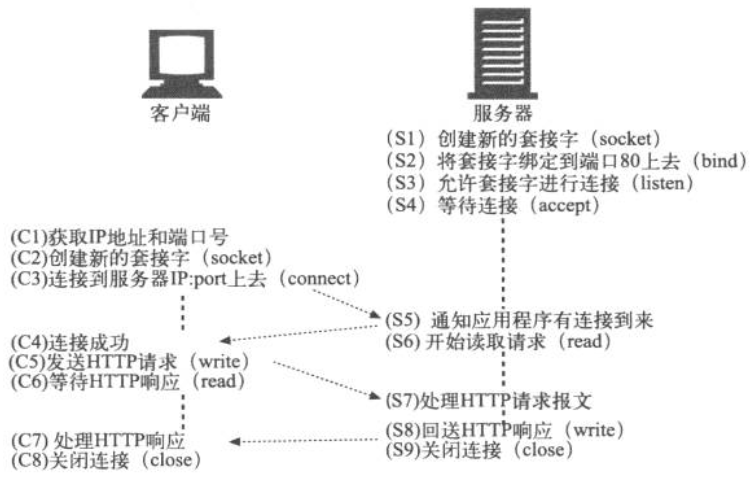 客户端
服务器
(S1) 创建新的套接字（socket）
(S2) 将套接字绑定到端口80上去（bind）
(S3) 允许套接字进行连接（listen）
(S4) 等待连接（accept）
(C1)获取IP地址和端口号
(C2)创建新的套接字（socket）
(C3)连接到服务器IP:port上去（connect）
(S5) 通知应用程序有连接到来
(S6) 开始读取请求（read）
(C4)连接成功
(C5)发送HTTP请求（write）
(C6)等待HTTP响应（read）
(S7)处理HTTP请求报文
(S8)回送HTTP响应（write）
(S9)关闭连接（close）
(C7) 处理HTTP响应
(C8)关闭连接（close）